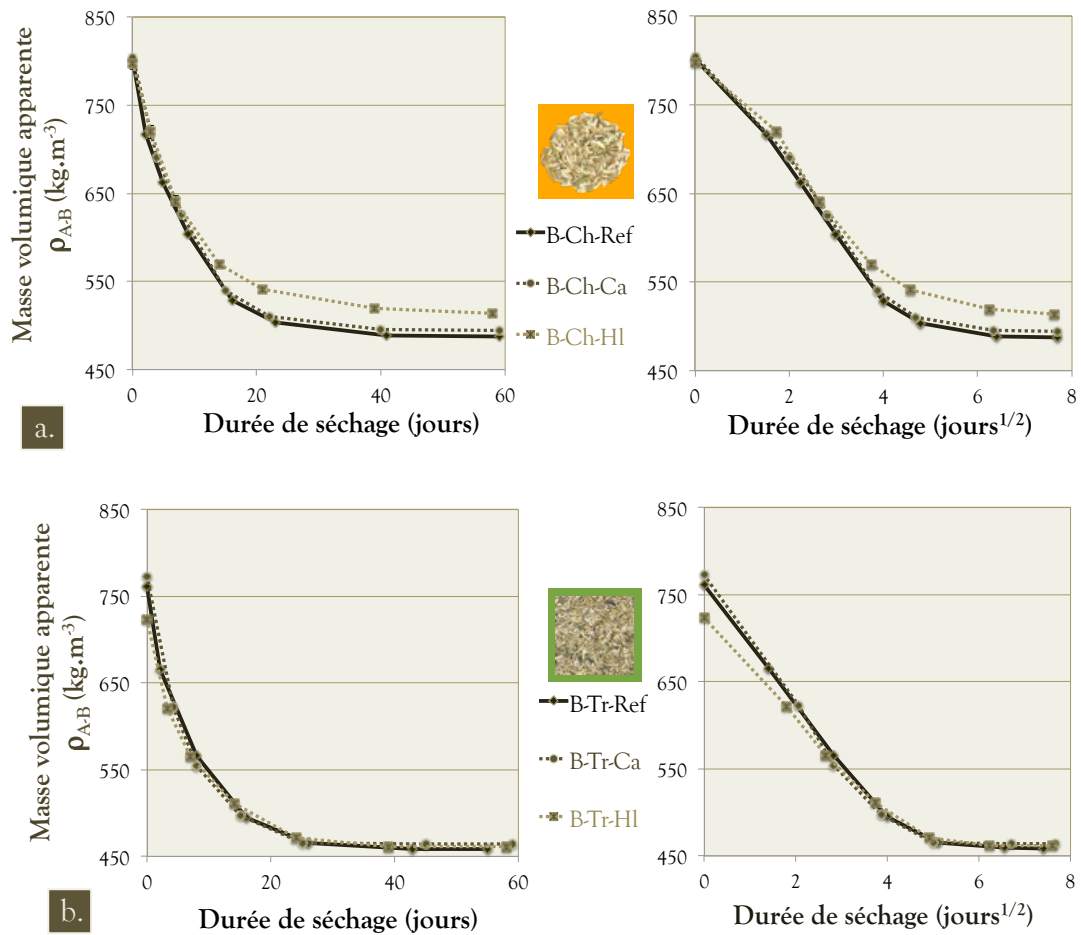 850
750
650
550
450
0
20
40
60
Masse volumique apparente
ρA-B (kg.m-3)
Durée de séchage (jours)
a.
B-Ch-Ref
B-Ch-Ca
B-Ch-Hl
850
750
650
550
450
0
2
4
6
8
Durée de séchage (jours1/2)
850
750
650
550
450
0
20
40
60
Masse volumique apparente
ρA-B (kg.m-3)
Durée de séchage (jours)
b.
B-Tr-Ref
B-Tr-Ca
B-Tr-Hl
850
750
650
550
450
0
2
4
6
8
Durée de séchage (jours1/2)